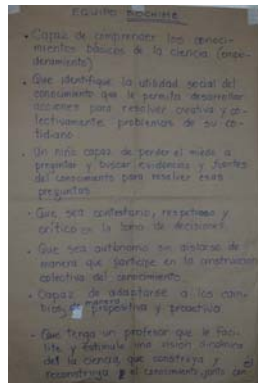 EQUIPO
• Capaz de comprender los conoci-
mientos básicos de la ciencia
• Que identifique la utilidad social del
conocimiento que le permita desarrollar
acciones para resolver creativa y co-
lectivamente problemas de su co-
tidiano.
• Un niño capaz de perder el miedo a
preguntar y buscar evidencias y fuentes
del conocimiento para resolver esas
preguntas
• Que sea contestario, respetuoso y
crítico en la toma de decisiones.
• Que sea autónomo sin aislarse de
manera que participe en la construcción
colectiva del conocimiento.
• Capaz de adaptarse a los cam-
bios, de manera propositiva y proactiva
• Que tenga un profesor que le faci-
lite y estimule una visión dinámica
de la ciencia, que construya y
reconstruya el conocimiento, junto con el